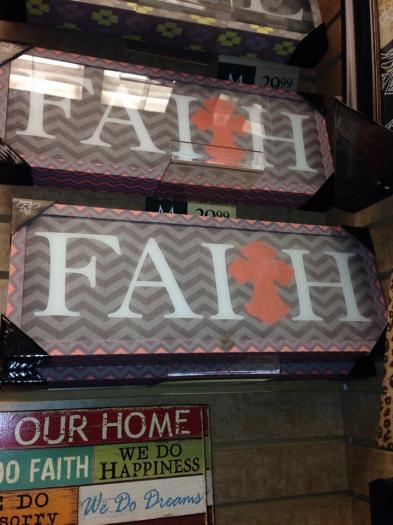 M 29.99
FAITH
M 29.99
FAITH
OUR HOME
DO FAITH WE DO HAPPINESS
WE DO sorry We Do Dreams